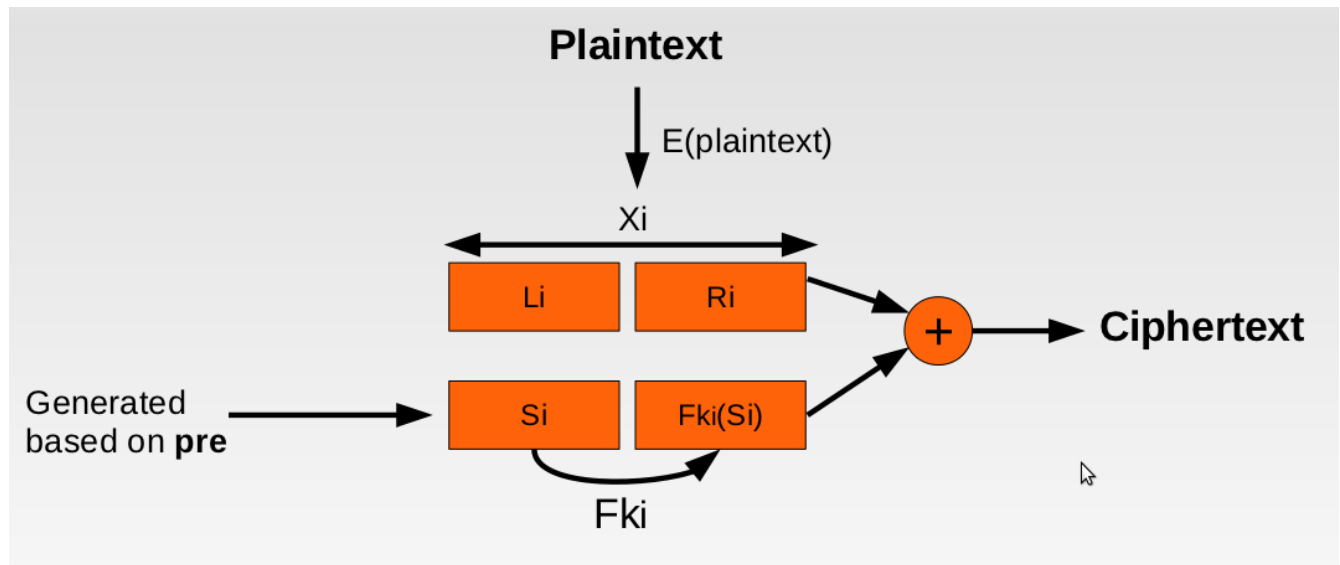 Plaintext
E(plaintext)
Xi
Li
Ri
+
Ciphertext
Generated
based on pre
Si
Fki(Si)
Fki